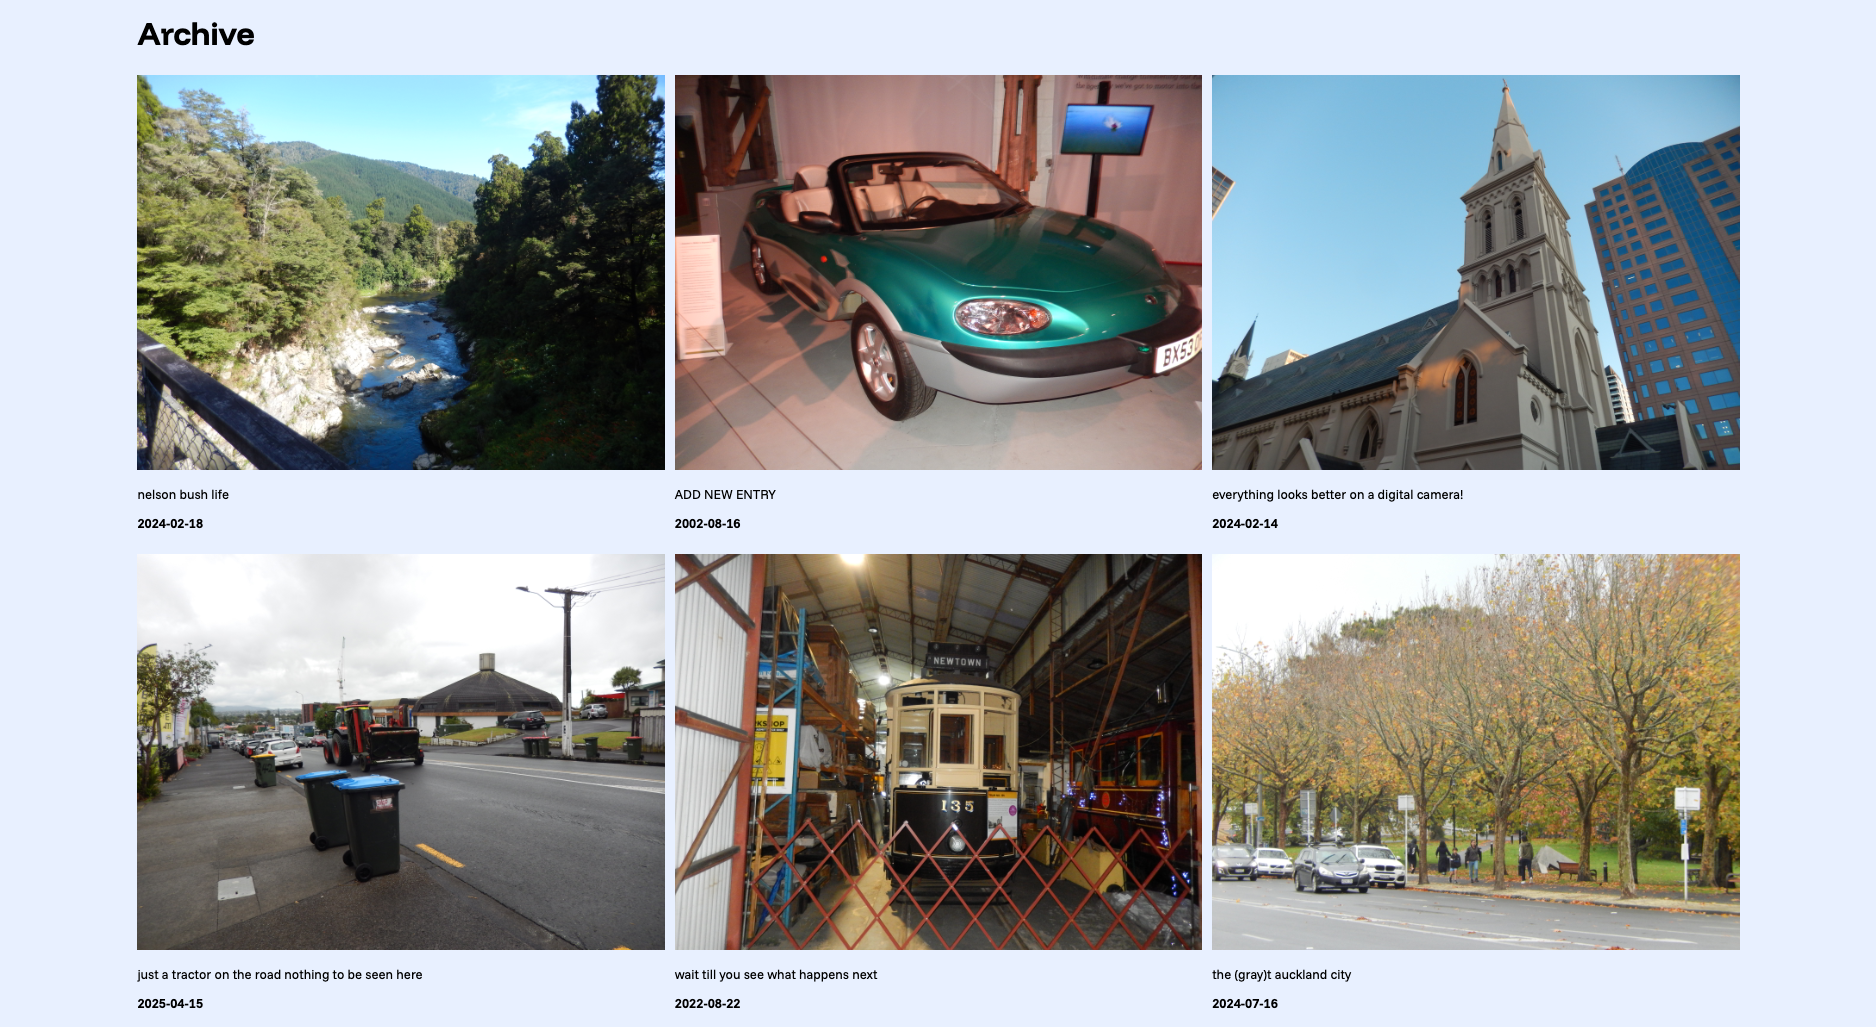 Archive
nelson bush life
2024-02-18
BX53
ADD NEW ENTRY
2002-08-16
everything looks better on a digital camera!
2024-02-14
just a tractor on the road nothing to be seen here
2025-04-15
NEWTOWN
135
wait till you see what happens next
2022-08-22
the (gray)t auckland city
2024-07-16